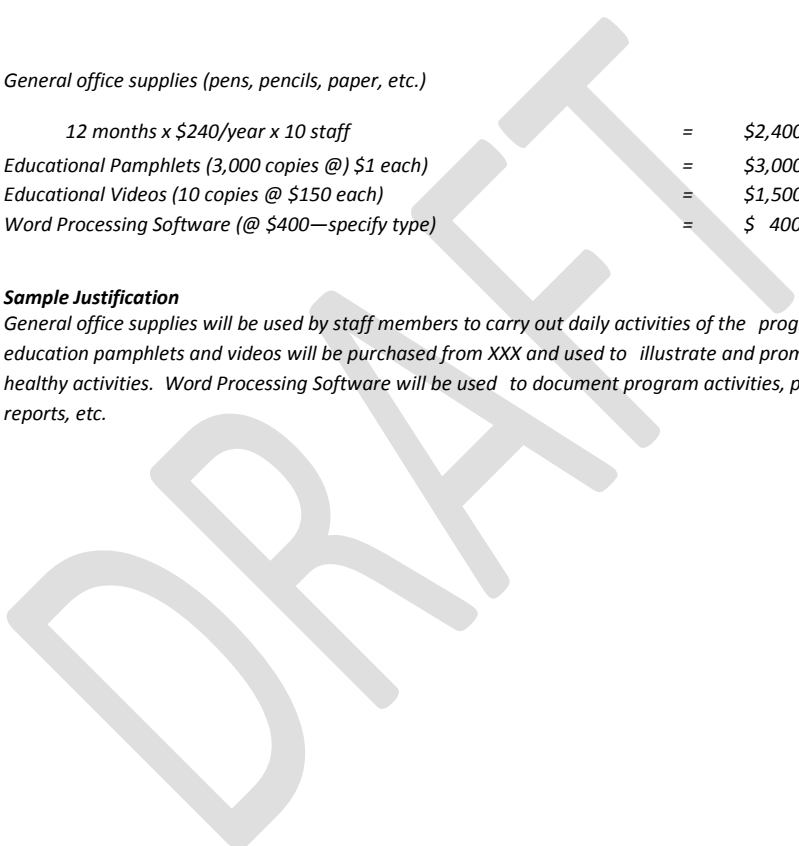 General office supplies (pens, pencils, paper, etc.)
12 months x $240/year x 10 staff = $2,400
Educational Pamphlets (3,000 copies @) $1 each) = $3,000
Educational Videos (10 copies @ $150 each) = $1,500
Word Processing Software (@ $400—specify type) = $ 400
Sample Justification
General office supplies will be used by staff members to carry out daily activities of the
education pamphlets and videos will be purchased from XXX and used to illustrate and
healthy activities. Word Processing Software will be used to document program activities,
reports, etc.
DRAFT